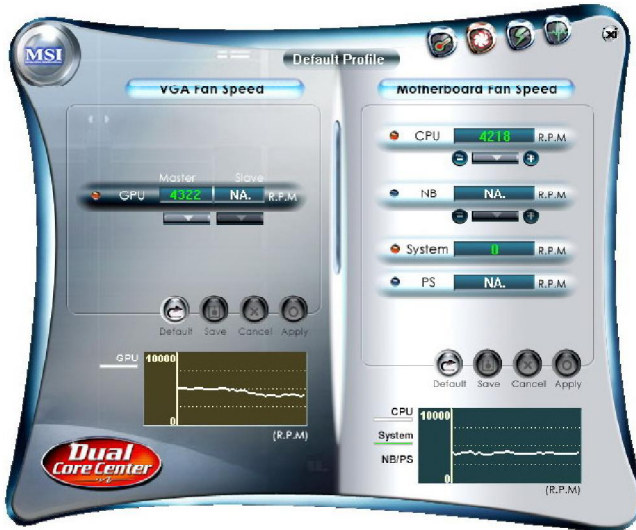 MSI
Default Profile
VGA Fan Speed
Master Slave
GPU 4322 NA. R.P.M
Default Save Cancel Apply
GPU
10000
0
(R.P.M)
Dual
Core Center
Motherboard Fan Speed
CPU 4218 R.P.M
NB NA. R.P.M
System 0 R.P.M
PS NA. R.P.M
Default Save Cancel Apply
CPU
System
NB/PS
10000
0
(R.P.M)